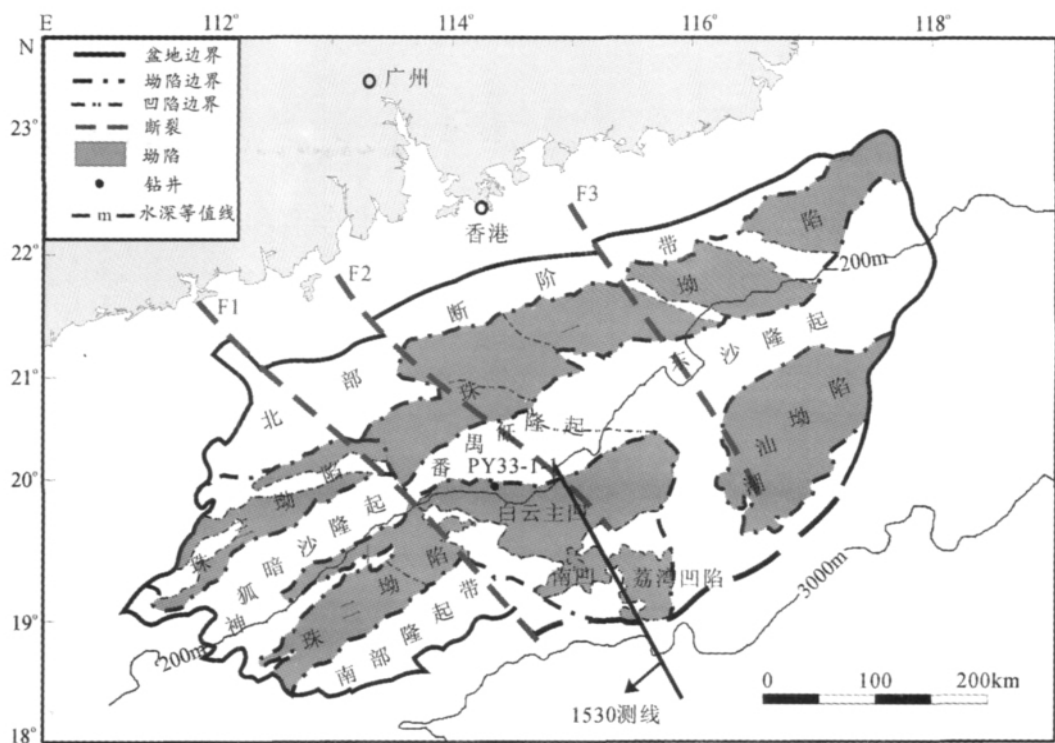 E 112° 114° 116° 118°
N
盆地边界
坳陷边界
凹陷边界
断裂
坳陷
钻井
m 水深等值线
广州
香港
23°
22°
21°
20°
19°
18°
F1
F2
F3
200m
北部断阶带
珠一坳陷
东沙隆起
潮汕坳陷
番禺低隆起
PY33-1-1
白云主凹
南凹
荔湾凹陷
珠三坳陷
神狐暗沙隆起
珠二坳陷
南部隆起带
200m
3000m
1530测线
0 100 200km